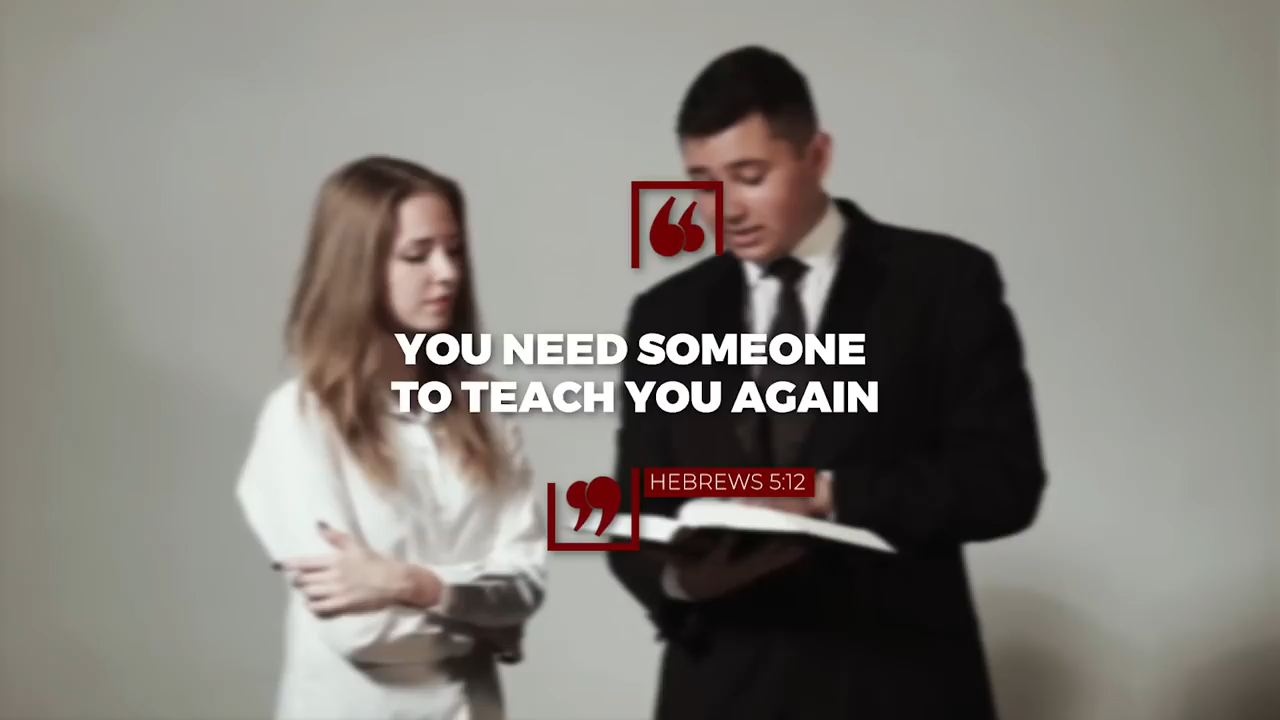 ❝
YOU NEED SOMEONE
TO TEACH YOU AGAIN
❞ HEBREWS 5:12